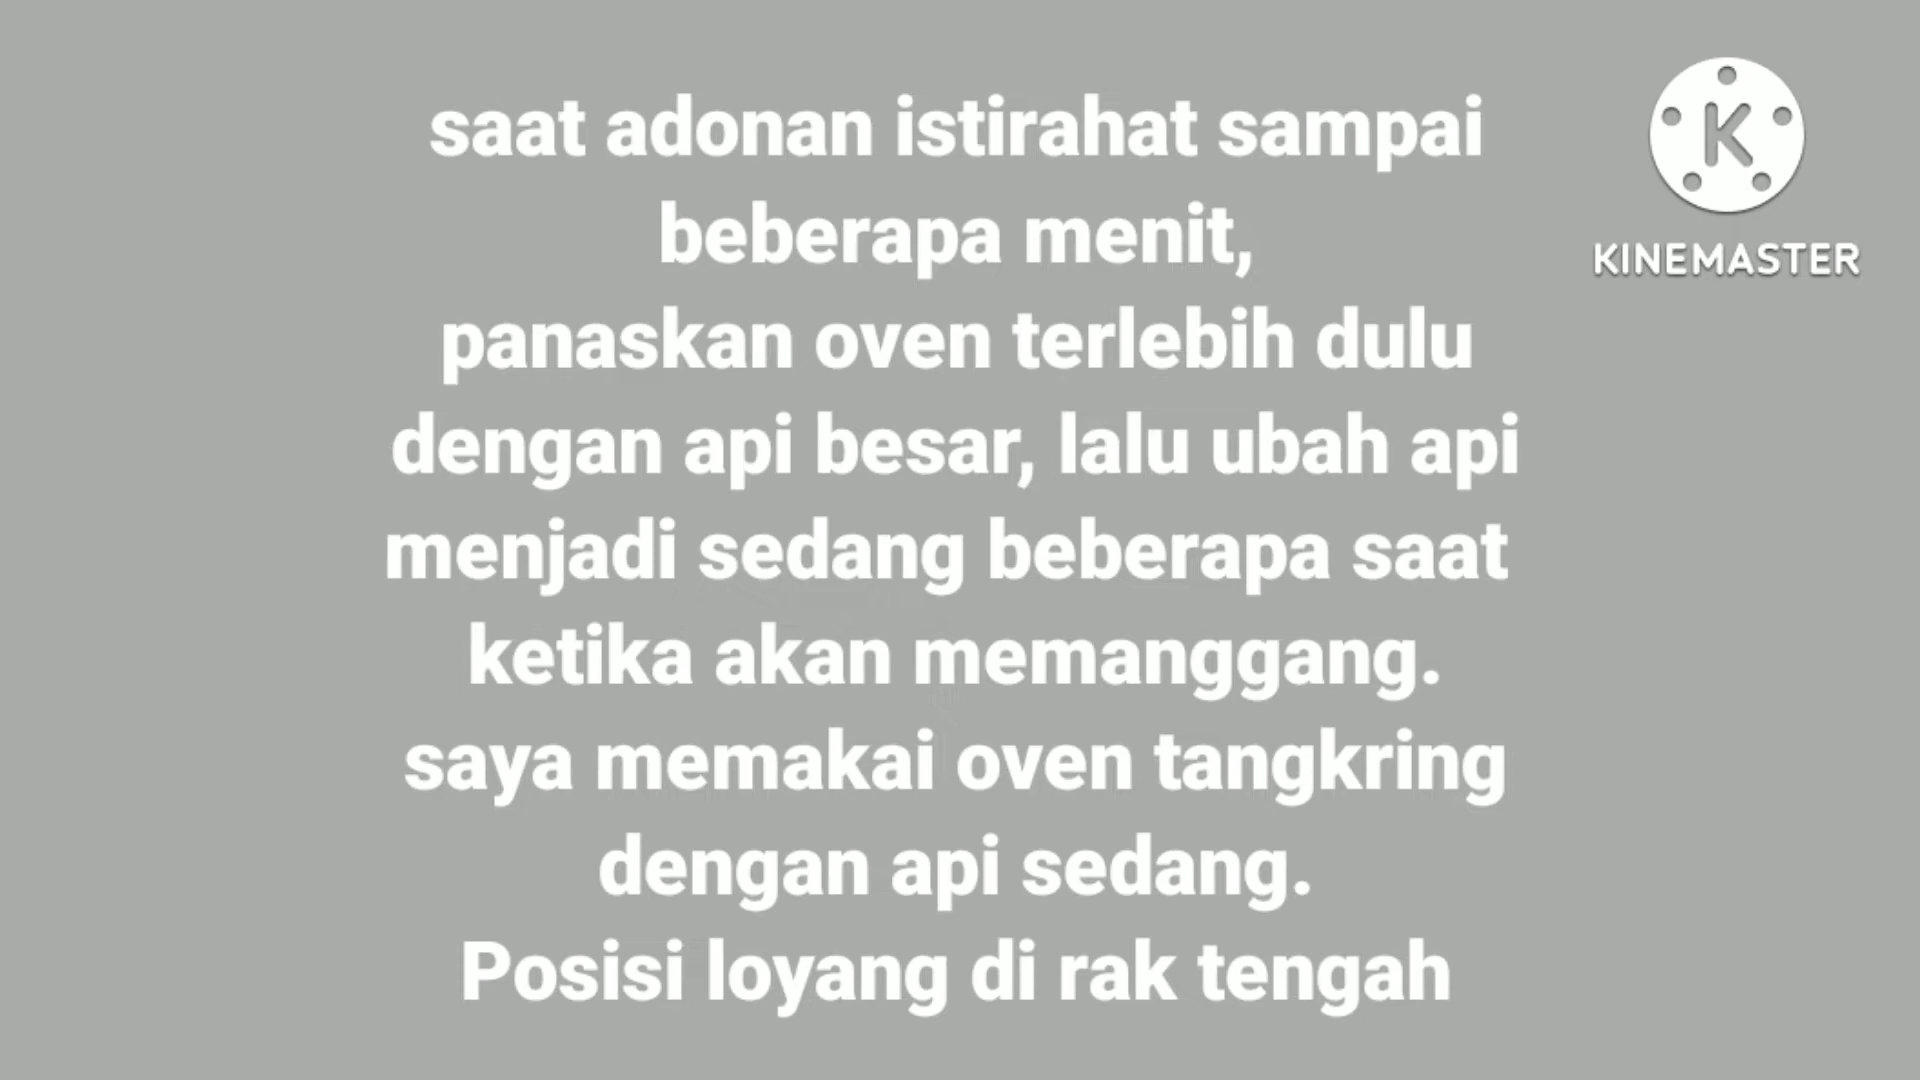 saat adonan istirahat sampai
beberapa menit,
panaskan oven terlebih dulu
dengan api besar, lalu ubah api
menjadi sedang beberapa saat
ketika akan memanggang.
saya memakai oven tangkring
dengan api sedang.
Posisi loyang di rak tengah
K
KINEMASTER